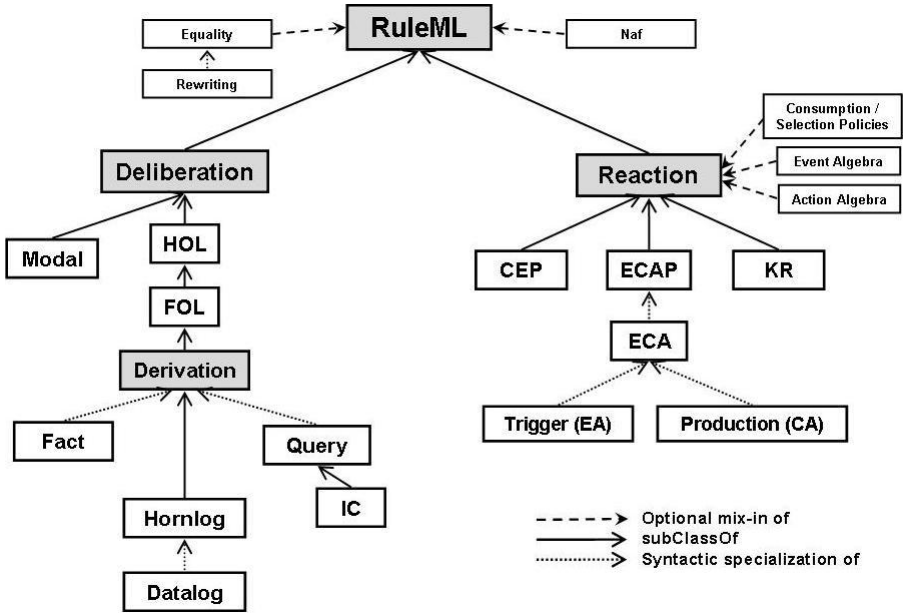 RuleML
Equality
Naf
Rewriting
Consumption /
Selection Policies
Event Algebra
Action Algebra
Deliberation
Reaction
Modal
HOL
CEP
ECAP
KR
FOL
ECA
Derivation
Fact
Query
Trigger (EA)
Production (CA)
Hornlog
IC
Datalog
Optional mix-in of
subClassOf
Syntactic specialization of